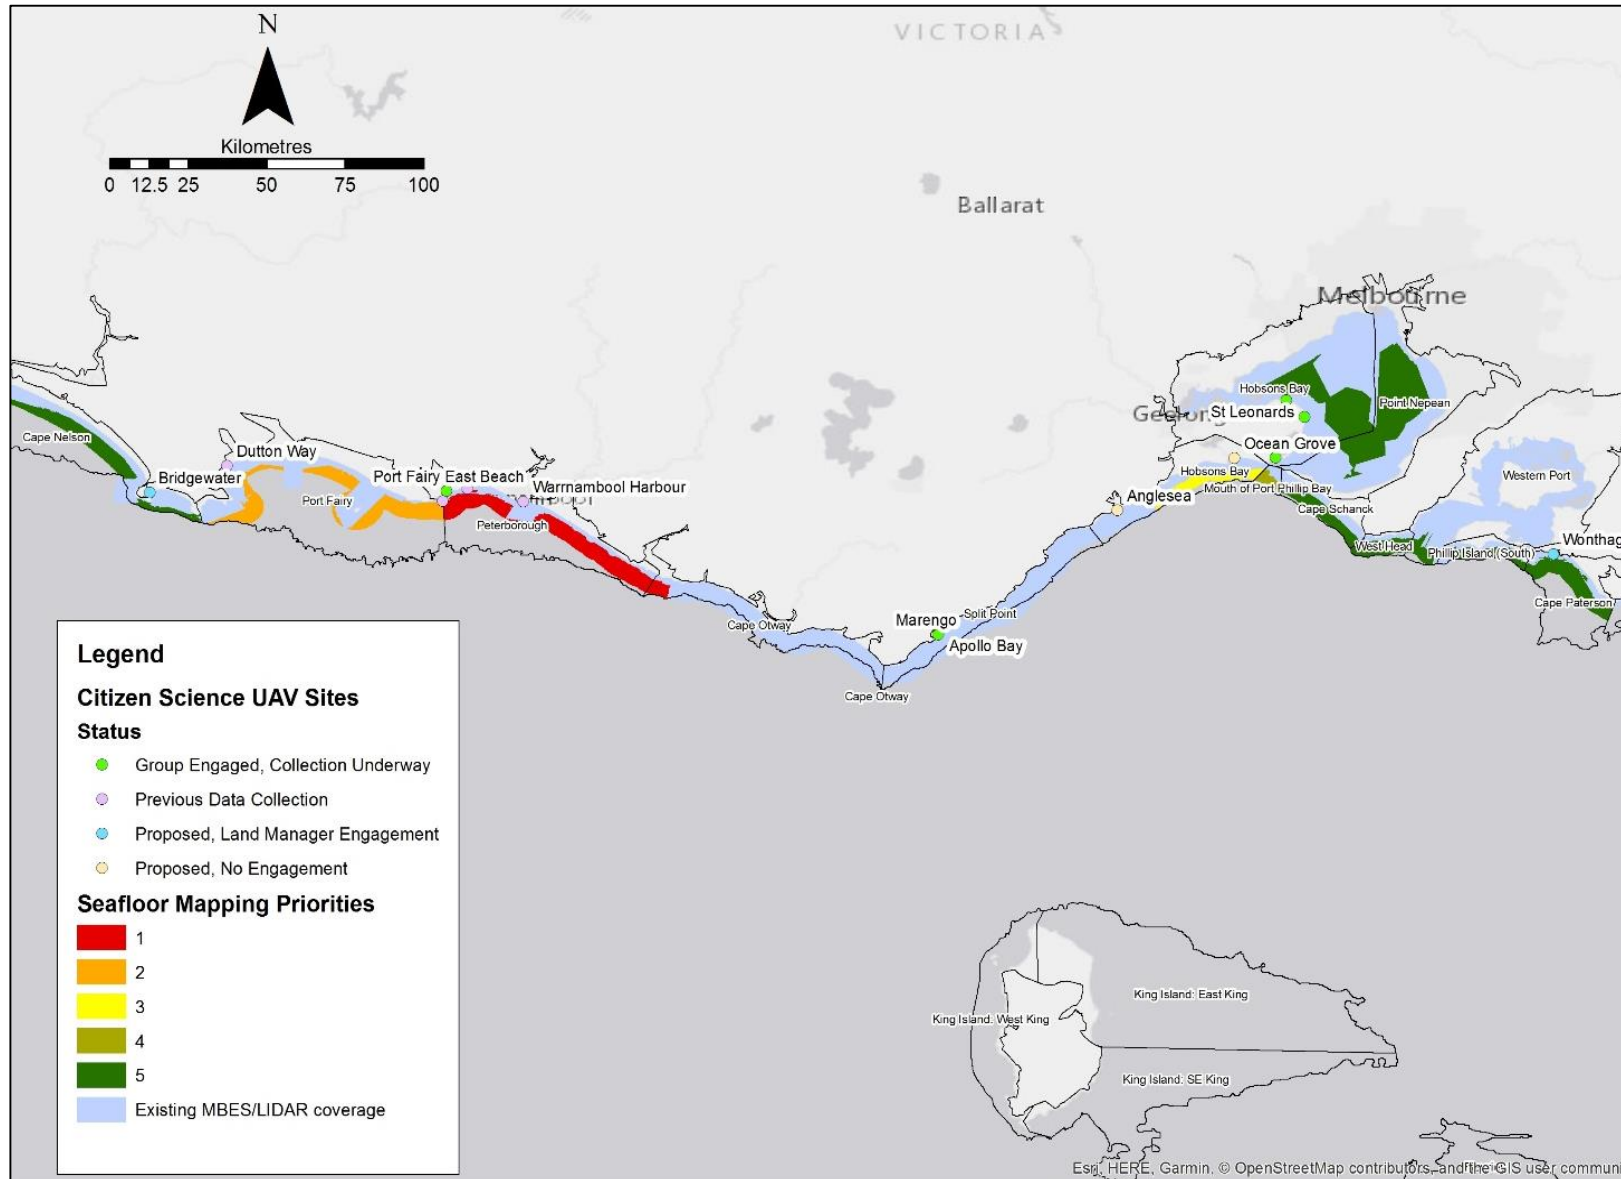 N
VICTORIA
Kilometres
0 12.5 25 50 75 100
Ballarat
Melbourne
Hobsons Bay
Point Nepean
Geelong
St Leonards
Cape Nelson
Dutton Way
Ocean Grove
Bridgewater
Port Fairy East Beach
Warrnambool Harbour
Port Fairy
Peterborough
Hobsons Bay
Mouth of Port Phillip Bay
Western Port
Anglesea
Cape Schanck
West Head
Phillip Island (South)
Wonthag
Cape Paterson
Marengo
Split Point
Cape Otway
Apollo Bay
Cape Otway
Legend
Citizen Science UAV Sites
Status
Group Engaged, Collection Underway
Previous Data Collection
Proposed, Land Manager Engagement
Proposed, No Engagement
Seafloor Mapping Priorities
1
2
3
4
5
Existing MBES/LIDAR coverage
King Island: East King
King Island: West King
King Island: SE King
Esri, HERE, Garmin, © OpenStreetMap contributors, and the GIS user communi